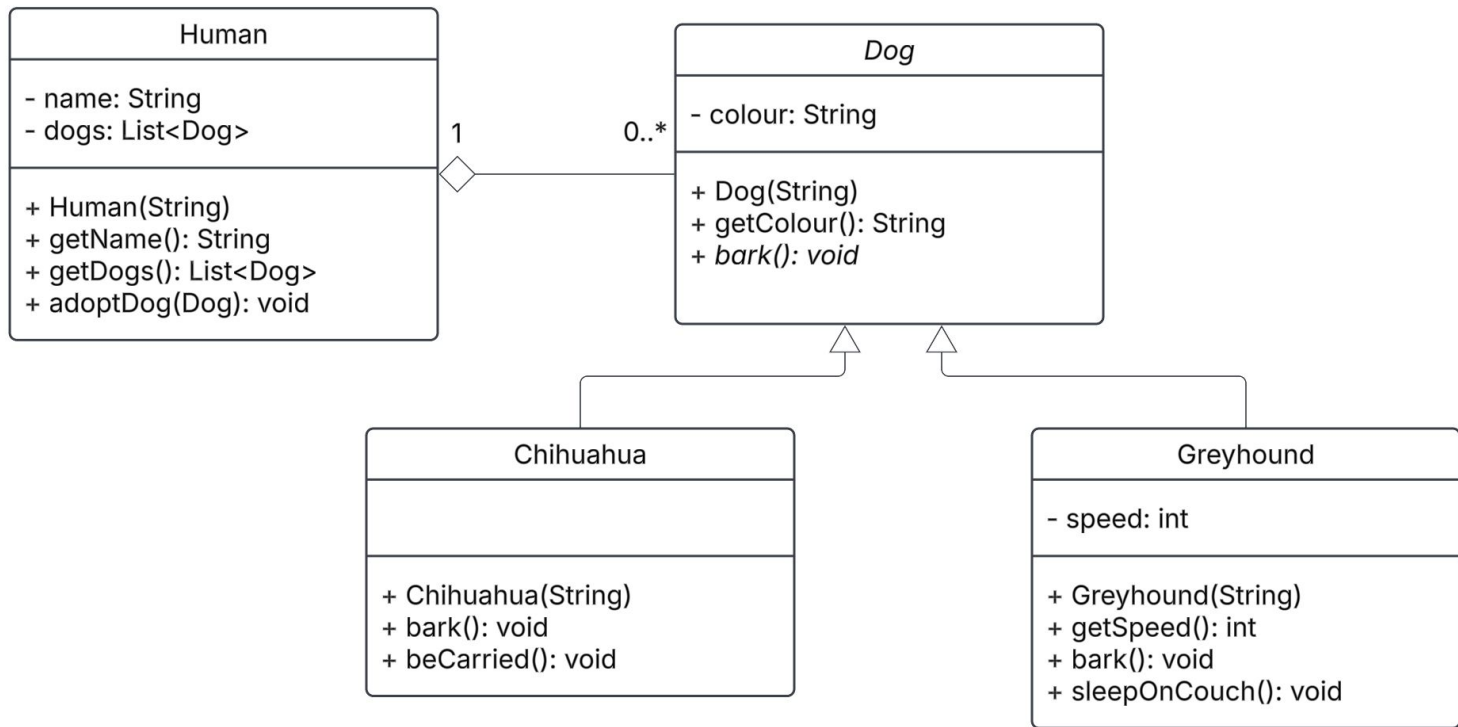 Human
- name: String
- dogs: List<Dog>
+ Human(String)
+ getName(): String
+ getDogs(): List<Dog>
+ adoptDog(Dog): void
1
0..*
Dog
- colour: String
+ Dog(String)
+ getColour(): String
+ bark(): void
Chihuahua
+ Chihuahua(String)
+ bark(): void
+ beCarried(): void
Greyhound
- speed: int
+ Greyhound(String)
+ getSpeed(): int
+ bark(): void
+ sleepOnCouch(): void